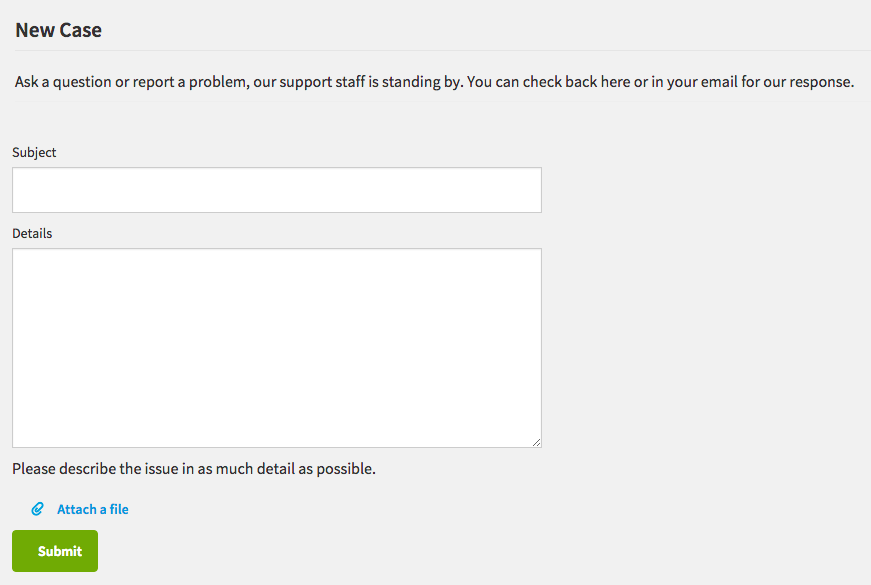 New Case
Ask a question or report a problem, our support staff is standing by. You can check back here or in your email for our response.
Subject
Details
Please describe the issue in as much detail as possible.
Attach a file
Submit